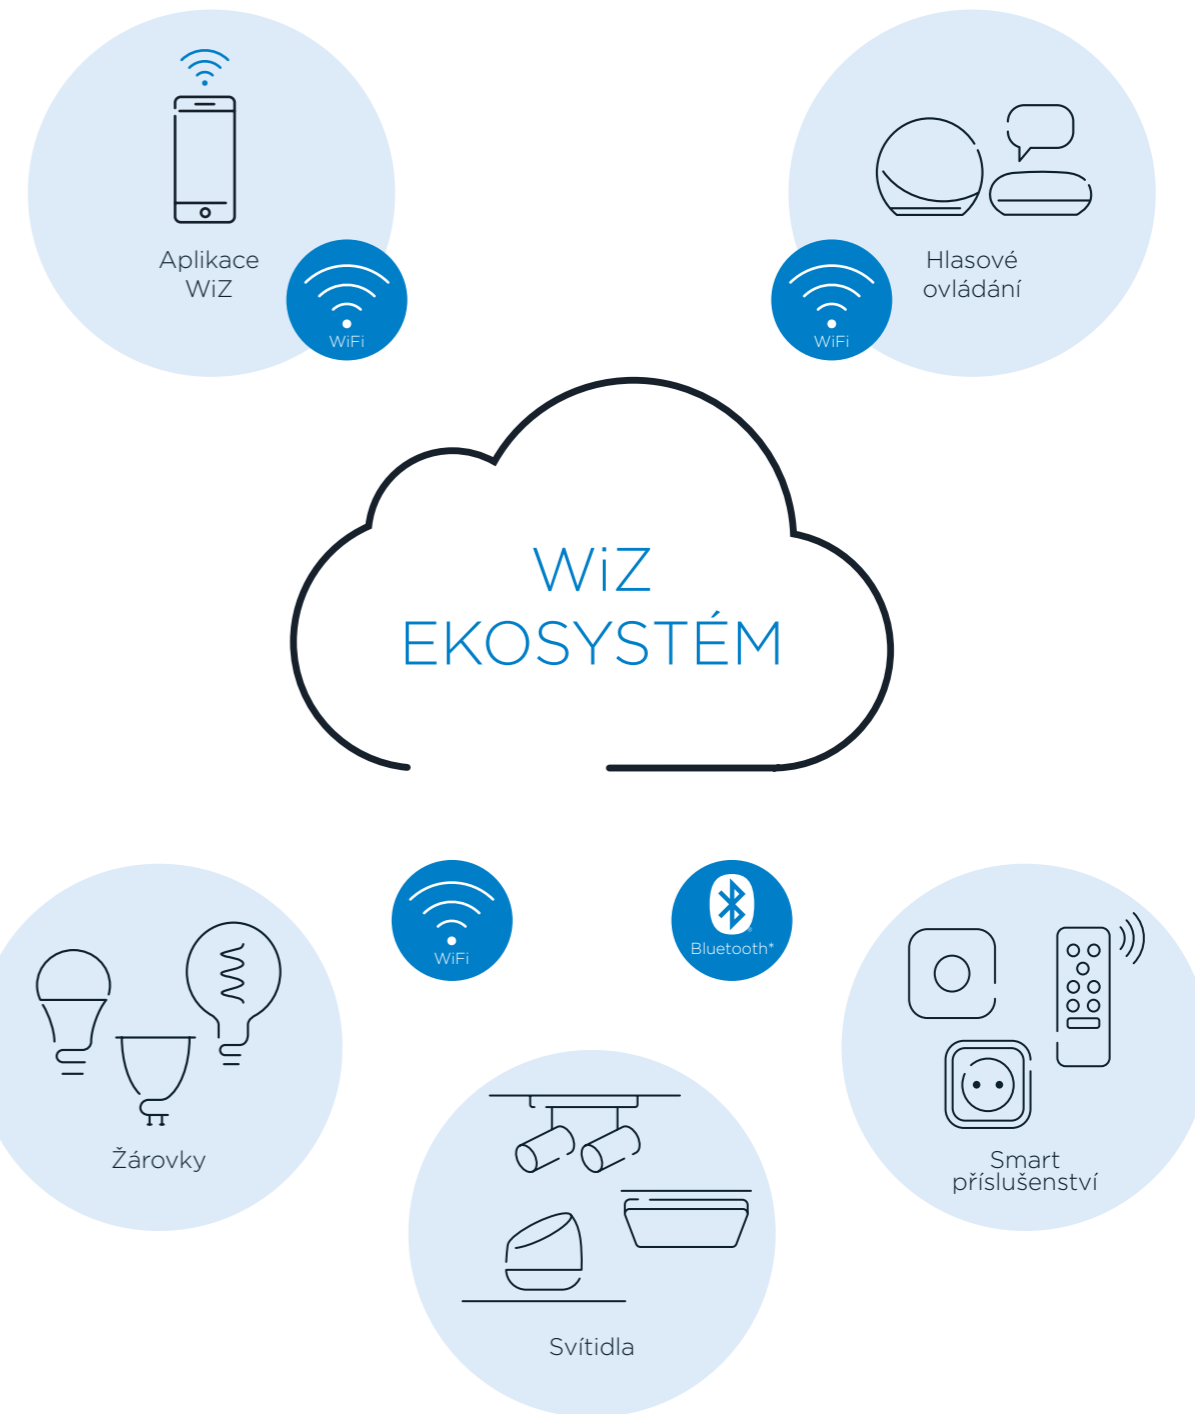 Aplikace
WiZ
WiFi
Hlasové
ovládání
WiFi
WiZ
EKOSYSTÉM
WiFi
Bluetooth*
Žárovky
Svítidla
Smart
příslušenství